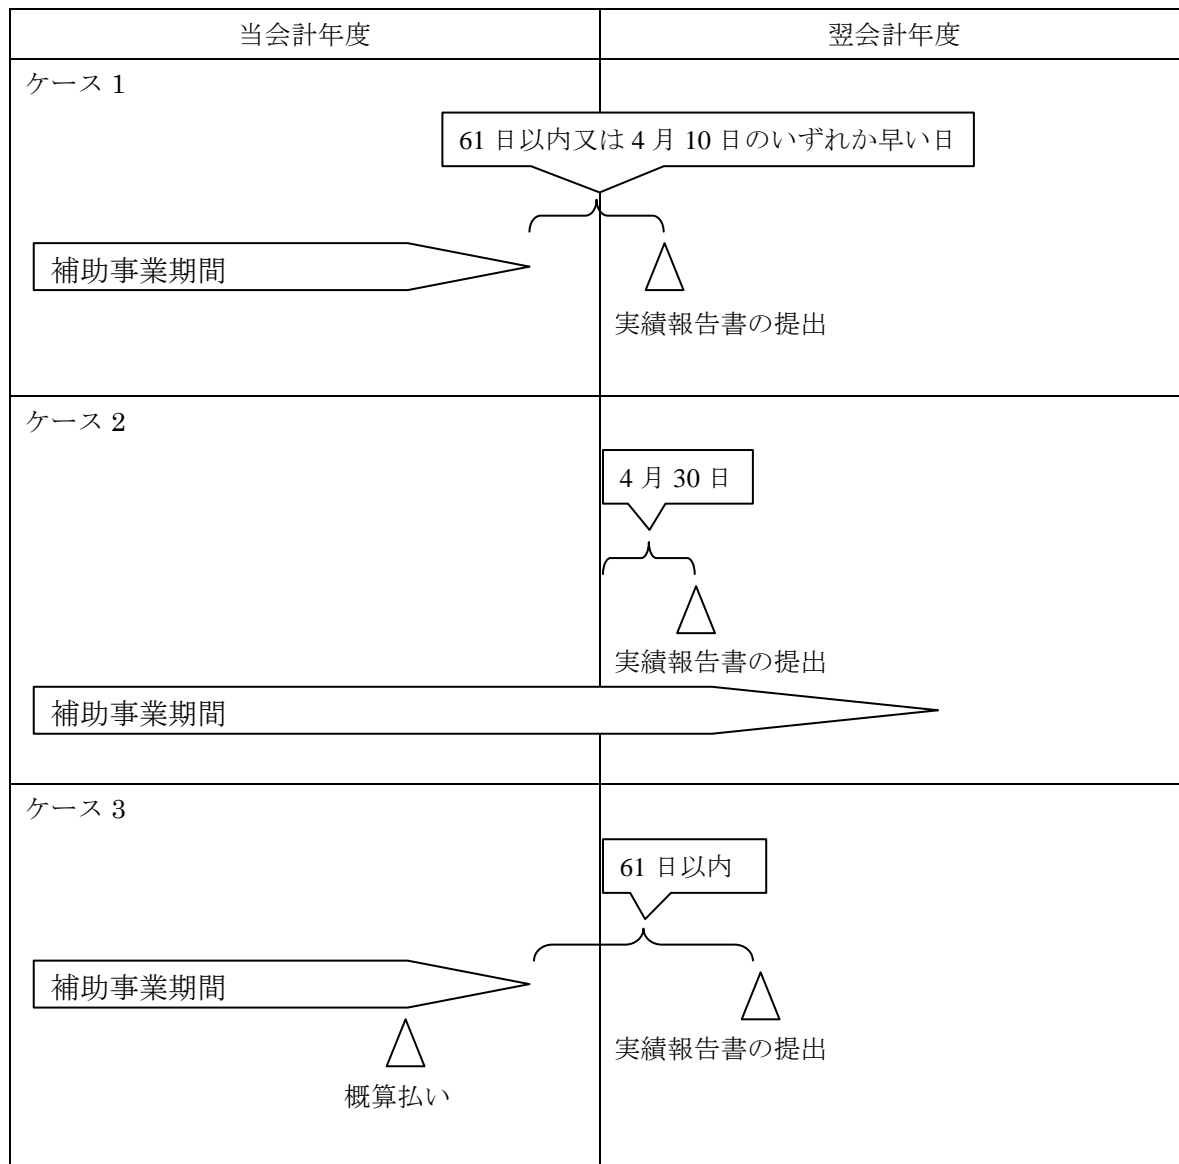 当会計年度
翌会計年度
ケース 1
61 日以内又は 4 月 10 日のいずれか早い日
補助事業期間
実績報告書の提出
ケース 2
4 月 30 日
実績報告書の提出
補助事業期間
ケース 3
61 日以内
補助事業期間
実績報告書の提出
概算払い